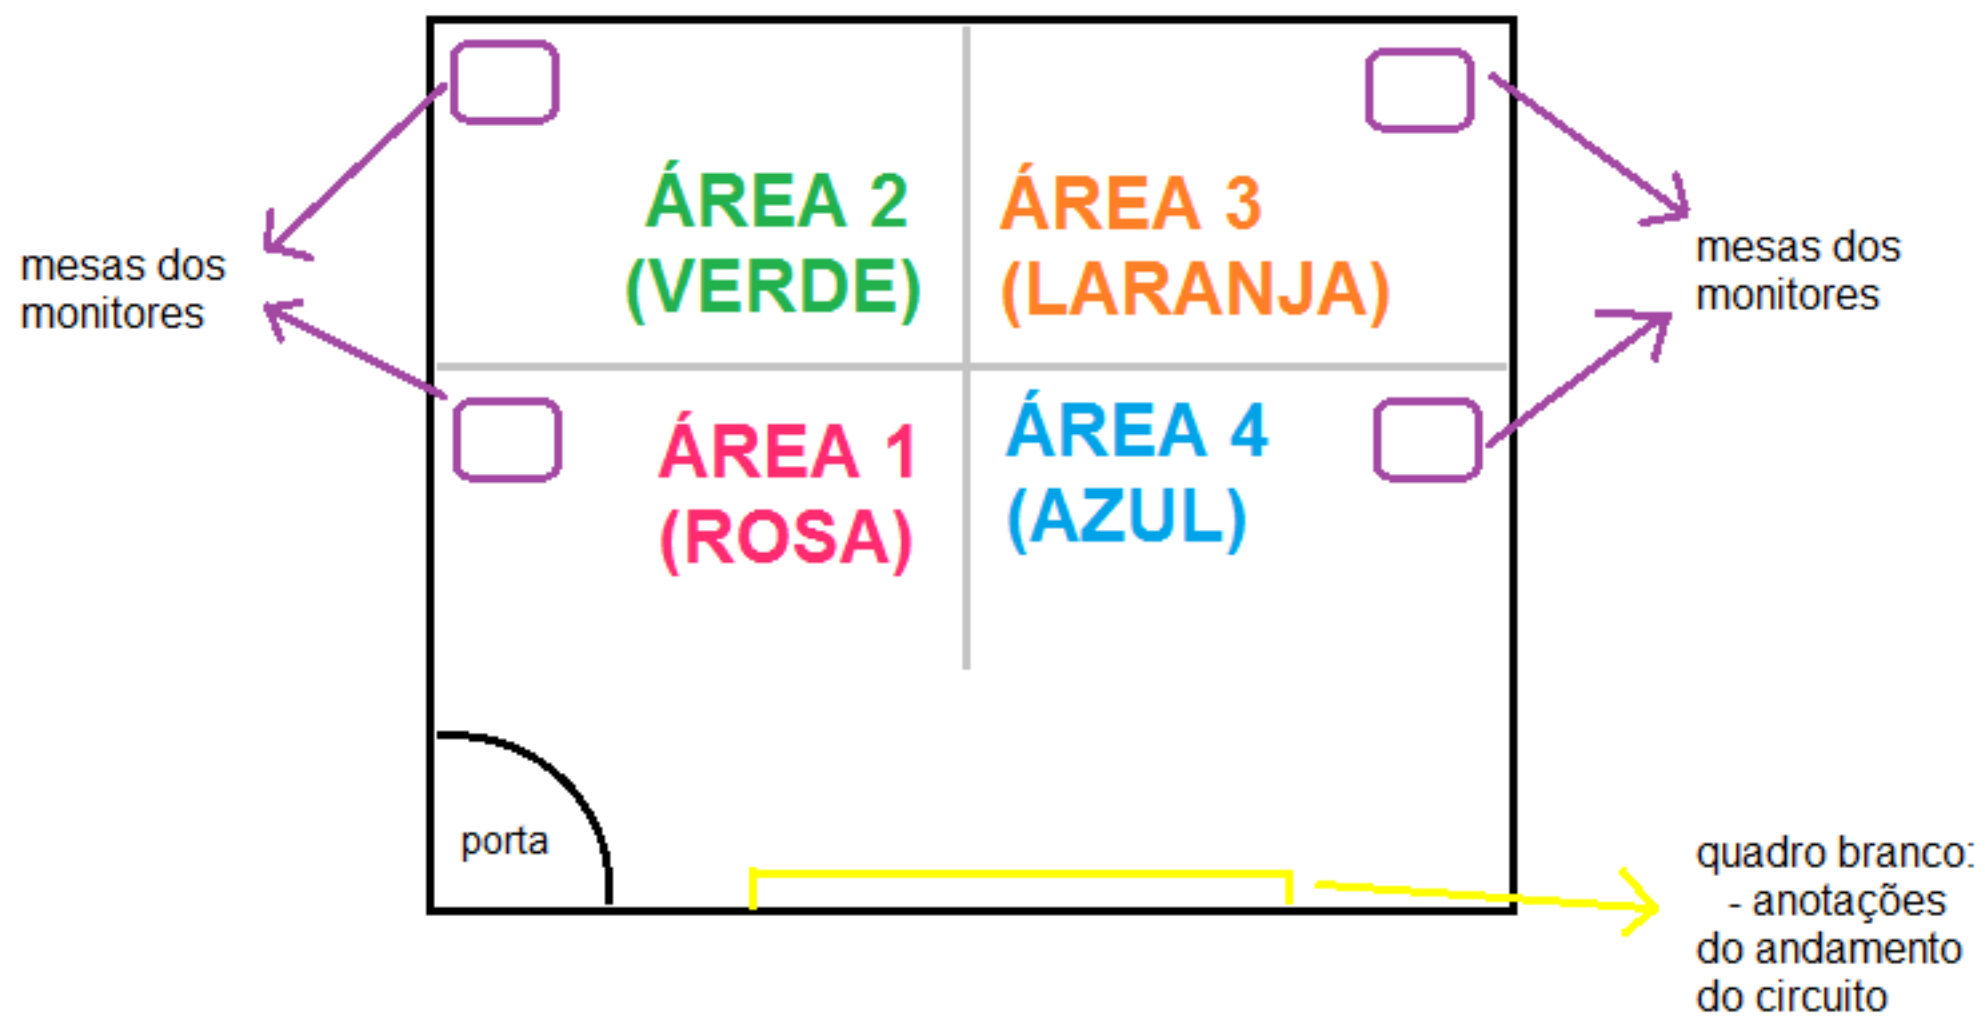 ÁREA 2
(VERDE)
ÁREA 3
(LARANJA)
mesas dos
monitores
mesas dos
monitores
ÁREA 1
(ROSA)
ÁREA 4
(AZUL)
porta
quadro branco:
- anotações
do andamento
do circuito